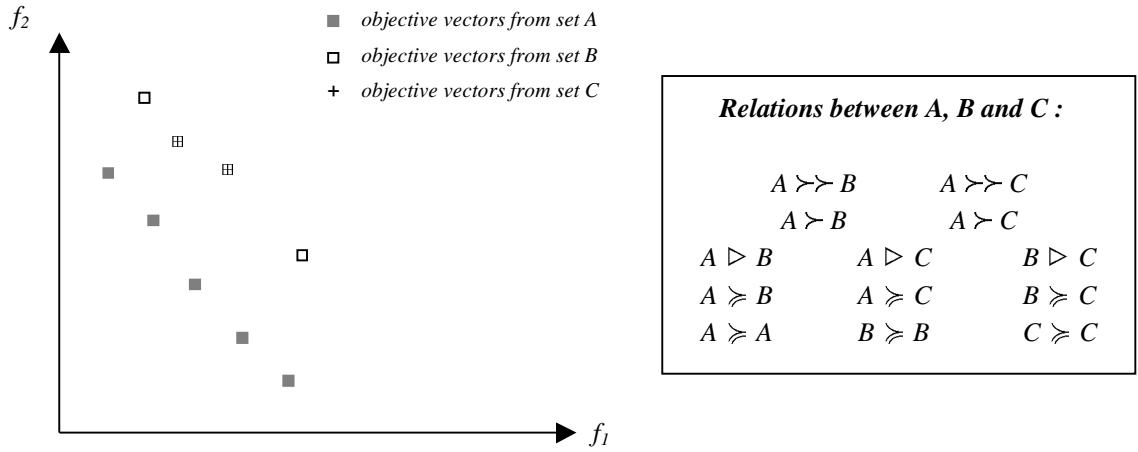 f2
objective vectors from set A
objective vectors from set B
objective vectors from set C
f1
Relations between A, B and C :
A ≻≻ B A ≻≻ C
A ≻ B A ≻ C
A ⊳ B A ⊳ C B ⊳ C
A ≽ B A ≽ C B ≽ C
A ≽ A B ≽ B C ≽ C